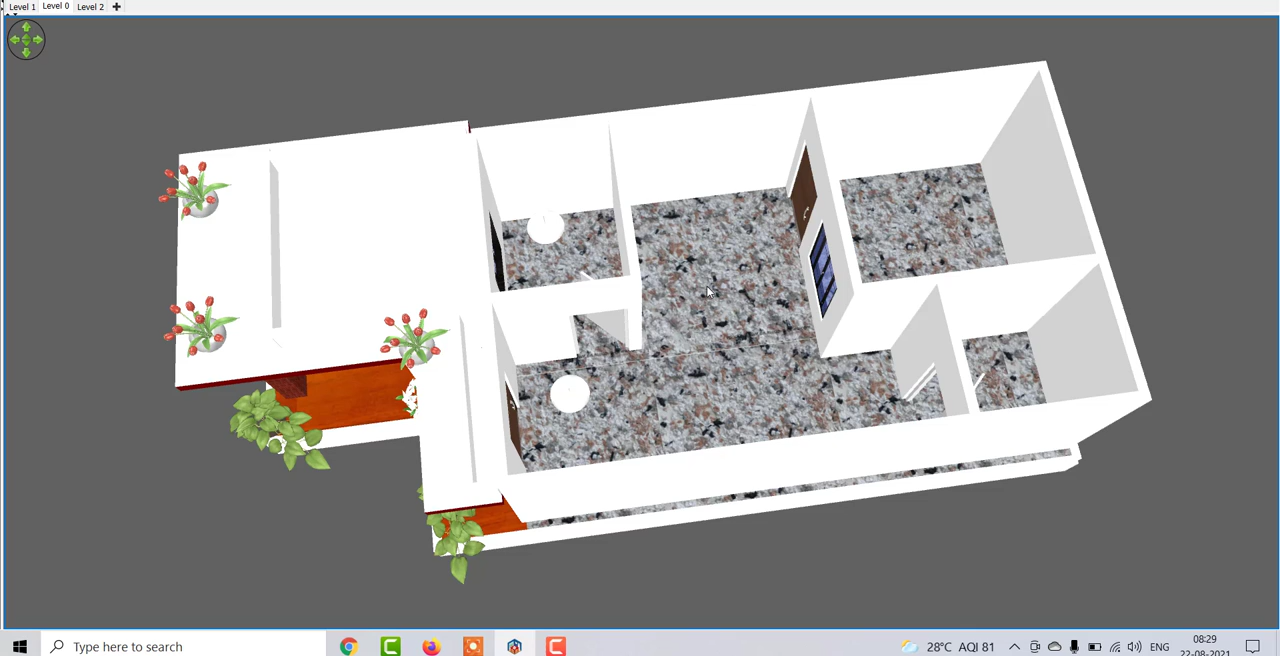 Level 1 Level 0 Level 2
Type here to search
28°C AQI 81
ENG
08:29
22-08-2021